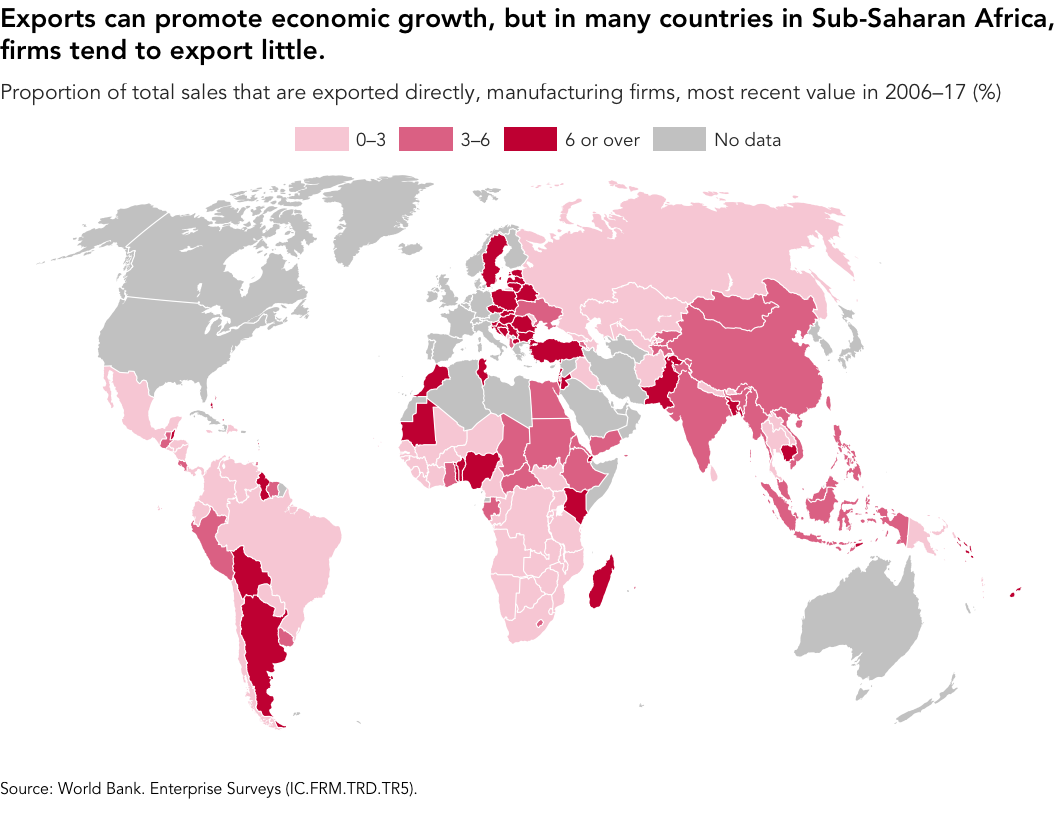 Exports can promote economic growth, but in many countries in Sub-Saharan Africa,
firms tend to export little.
Proportion of total sales that are exported directly, manufacturing firms, most recent value in 2006–17 (%)
0–3 3–6 6 or over No data
Source: World Bank. Enterprise Surveys (IC.FRM.TRD.TR5).